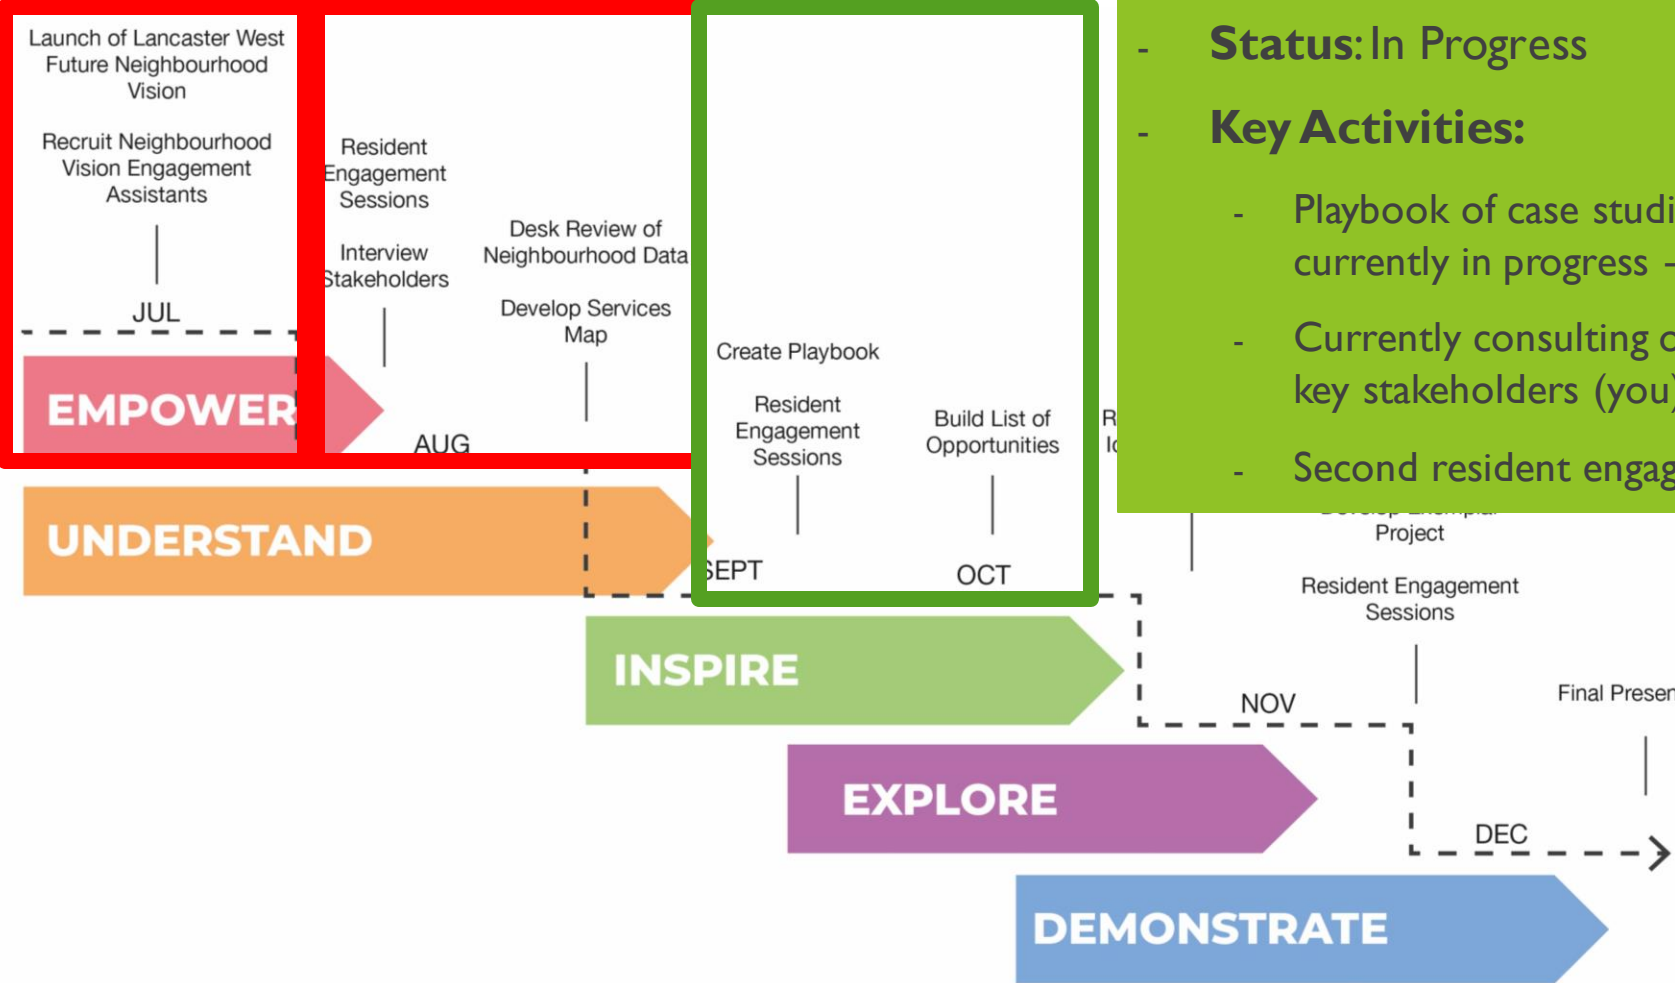 Launch of Lancaster West
Future Neighbourhood
Vision
Recruit Neighbourhood
Vision Engagement
Assistants
JUL
EMPOWER
Resident
Engagement
Sessions
Interview
Stakeholders
AUG
Desk Review of
Neighbourhood Data
Develop Services
Map
UNDERSTAND
Create Playbook
Resident
Engagement
Sessions
SEPT
Build List of
Opportunities
OCT
INSPIRE
- Status: In Progress
- Key Activities:
- Playbook of case
currently in progress -
- Currently consulting
key stakeholders (you)
- Second resident
Project
Resident Engagement
Sessions
NOV
EXPLORE
Final
DEC
DEMONSTRATE